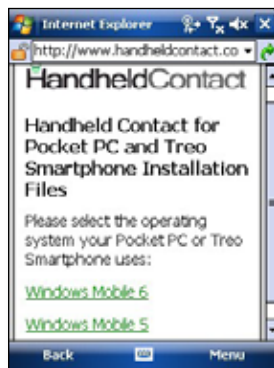 Internet Explorer
http://www.handheldcontact.co
HandheldContact
Handheld Contact for
Pocket PC and Treo
Smartphone Installation
Files
Please select the operating
system your Pocket PC or Treo
Smartphone uses:
Windows Mobile 6
Windows Mobile 5
Back
Menu